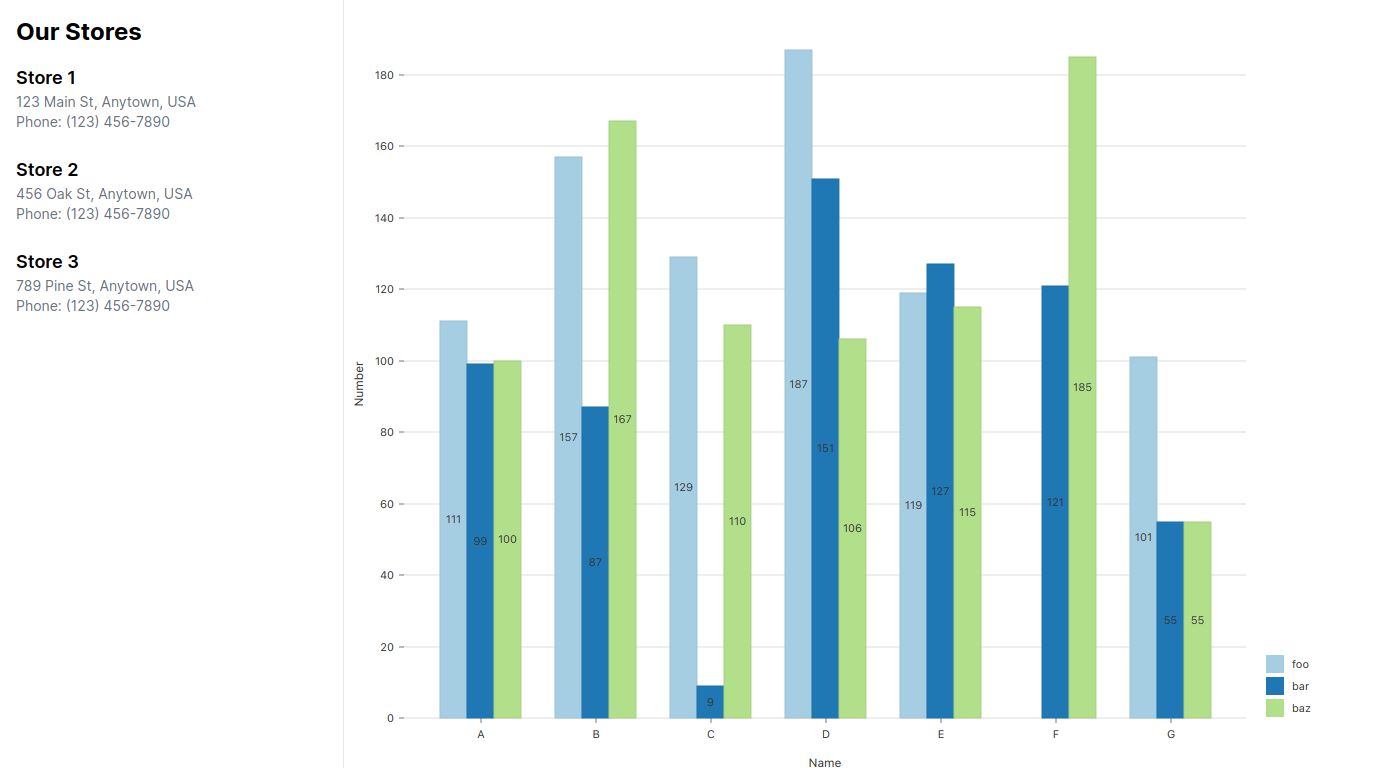 Our Stores
Store 1
123 Main St, Anytown, USA
Phone: (123) 456-7890
Store 2
456 Oak St, Anytown, USA
Phone: (123) 456-7890
Store 3
789 Pine St, Anytown, USA
Phone: (123) 456-7890
Number
180
160
140
120
100
80
60
40
20
0
111 99 100
157 87 167
129 9 110
187 151 106
119 127 115
121 185
101 55 55
A B C D E F G
Name
foo
bar
baz